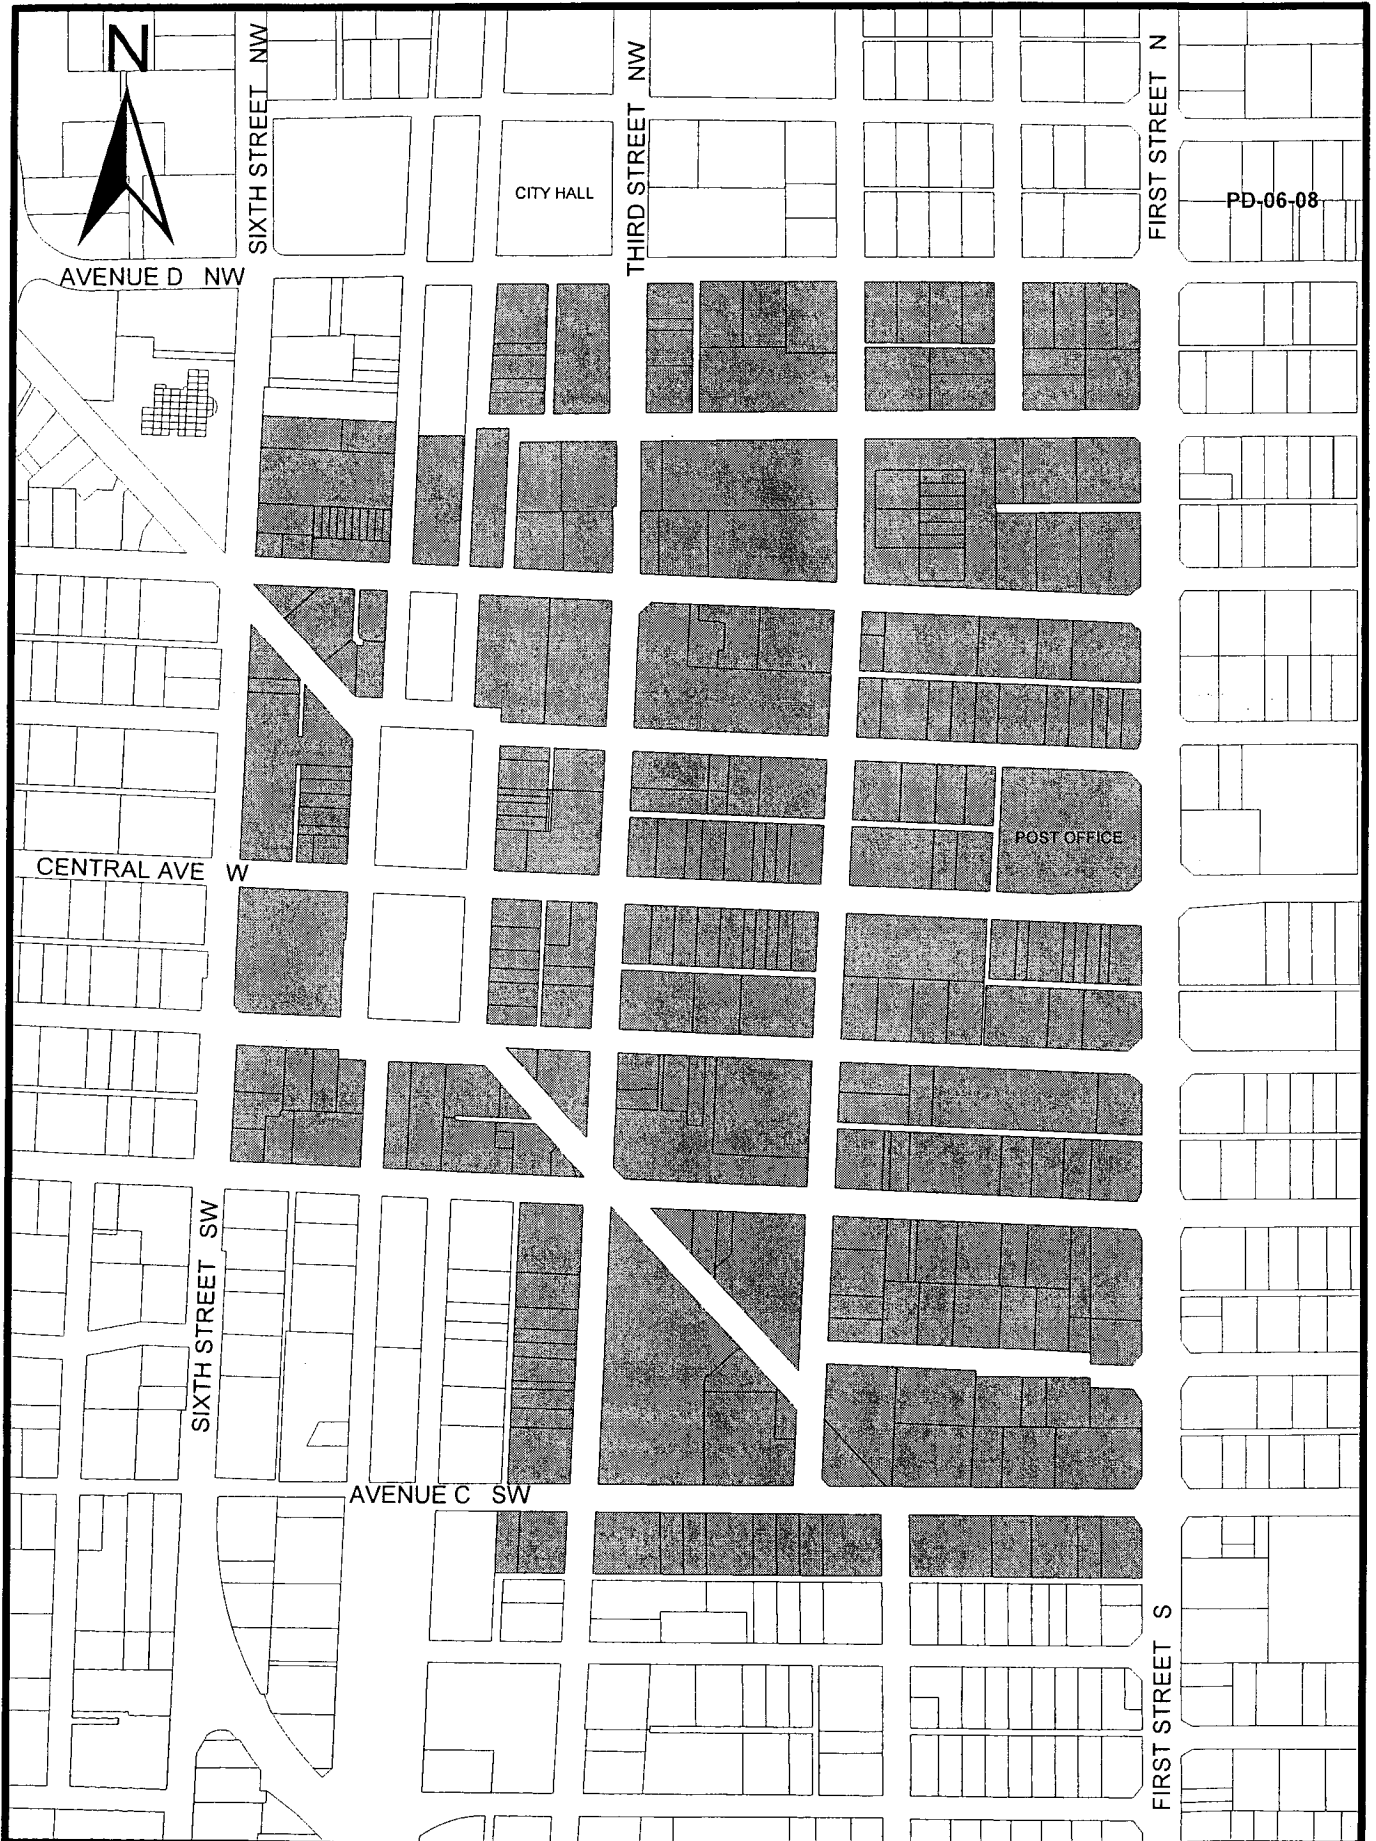 N
SIXTH STREET NW
THIRD STREET NW
FIRST STREET N
CITY HALL
PD-06-08
AVENUE D NW
POST OFFICE
CENTRAL AVE W
SIXTH STREET SW
AVENUE C SW
FIRST STREET S